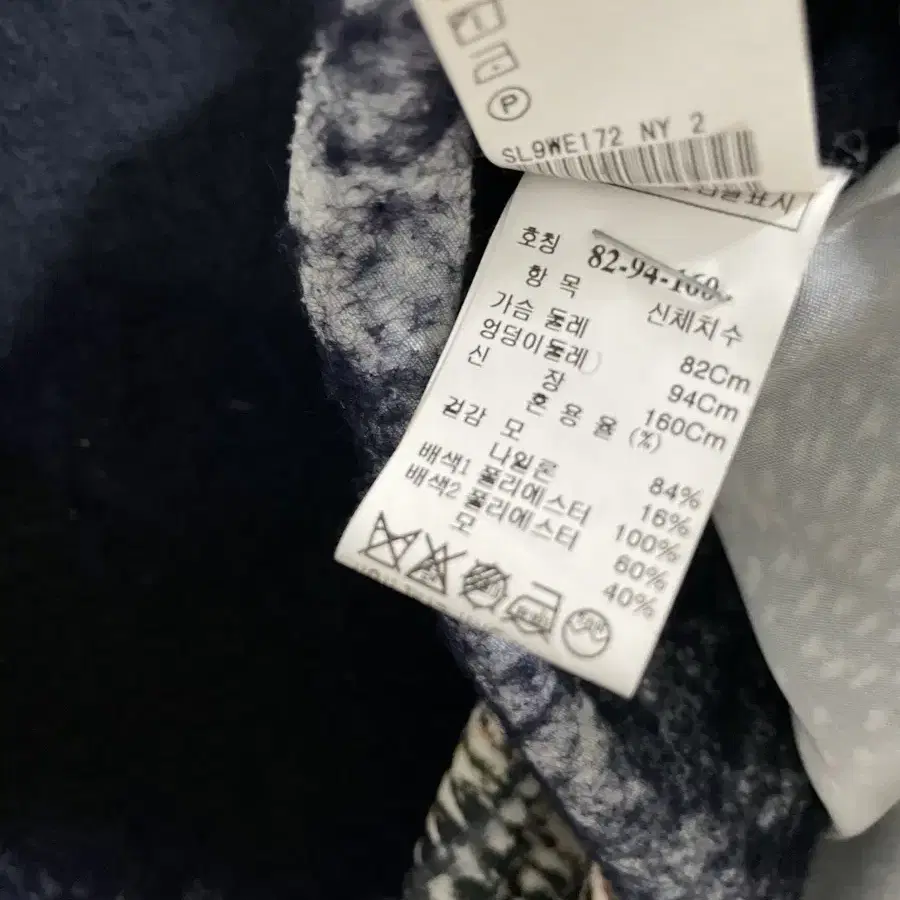 P
SL9WE172 NY 2
표시
호칭 82-94-160
항 목 신체치수
가슴 둘레 82Cm
엉덩이둘레 94Cm
신 장 160Cm
혼 용 율 (%)
겉감 모 84%
나일론 16%
배색1 폴리에스터 100%
배색2 폴리에스터 60%
모 40%